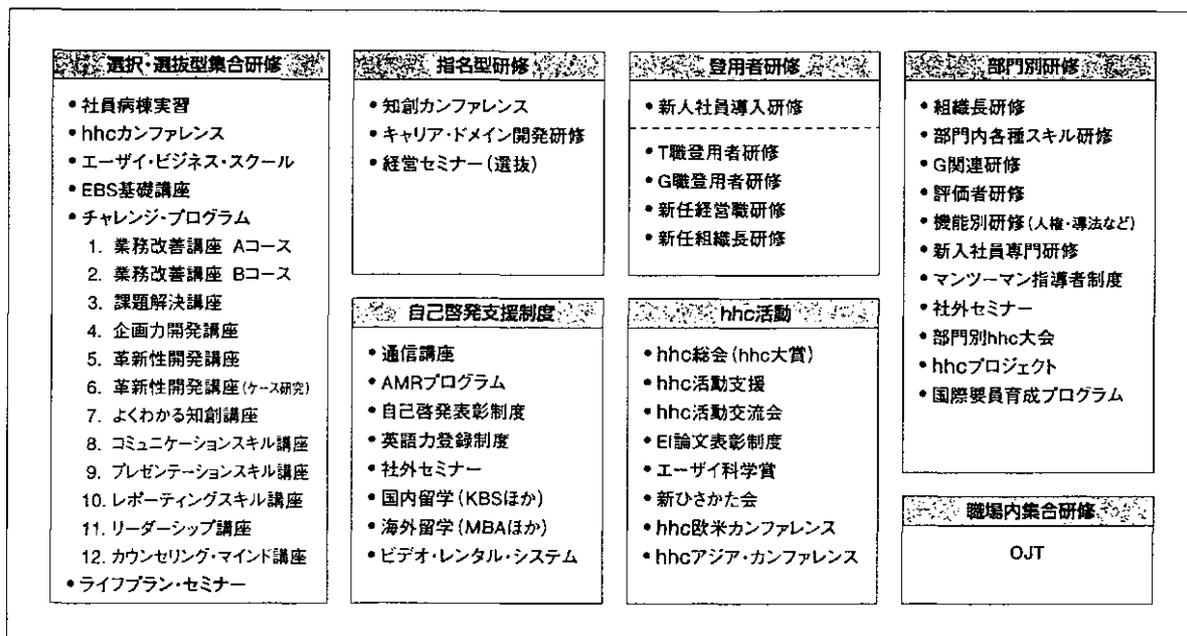 選択・選抜型集合研修
• 社員病棟実習
• hhcカンファレンス
• エーザイ・ビジネス・スクール
• EBS基礎講座
• チャレンジ・プログラム
1. 業務改善講座 Aコース
2. 業務改善講座 Bコース
3. 課題解決講座
4. 企画力開発講座
5. 革新性開発講座
6. 革新性開発講座(ケース研究)
7. よくわかる知創講座
8. コミュニケーションスキル講座
9. プレゼンテーションスキル講座
10. レポーティングスキル講座
11. リーダーシップ講座
12. カウンセリング・マインド講座
• ライフプラン・セミナー
指名型研修
• 知創カンファレンス
• キャリア・ドメイン開発研修
• 経営セミナー(選抜)
自己啓発支援制度
• 通信講座
• AMRプログラム
• 自己啓発表彰制度
• 英語力登録制度
• 社外セミナー
• 国内留学(KBSほか)
• 海外留学(MBAほか)
• ビデオ・レンタル・システム
登用者研修
• 新入社員導入研修
• T職登用者研修
• G職登用者研修
• 新任経営職研修
• 新任組織長研修
hhc活動
• hhc総会(hhc大賞)
• hhc活動支援
• hhc活動交流会
• EI論文表彰制度
• エーザイ科学賞
• 新ひさかた会
• hhc欧米カンファレンス
• hhcアジア・カンファレンス
部門別研修
• 組織長研修
• 部門内各種スキル研修
• G関連研修
• 評価者研修
• 機能別研修(人権・導法など)
• 新入社員専門研修
• マンツーマン指導者制度
• 社外セミナー
• 部門別hhc大会
• hhcプロジェクト
• 国際要員育成プログラム
職場内集合研修
OJT